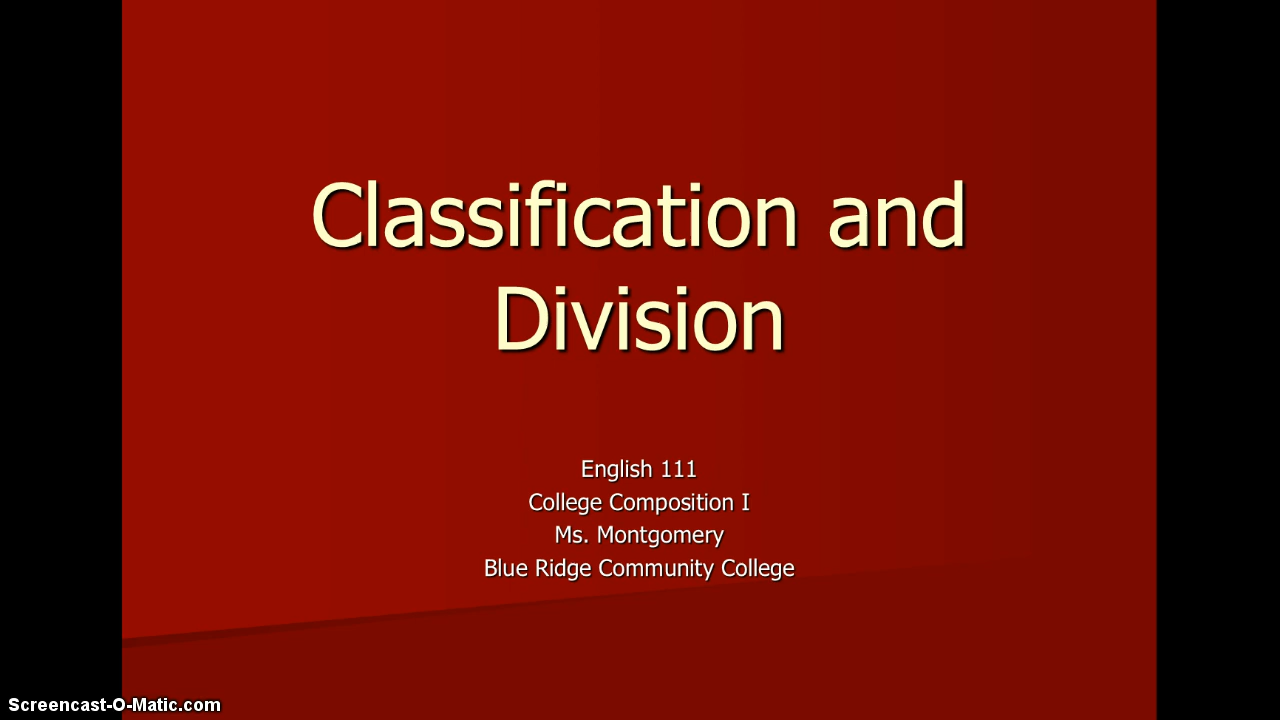 Classification and
Division
English 111
College Composition I
Ms. Montgomery
Blue Ridge Community College
Screencast-O-Matic.com